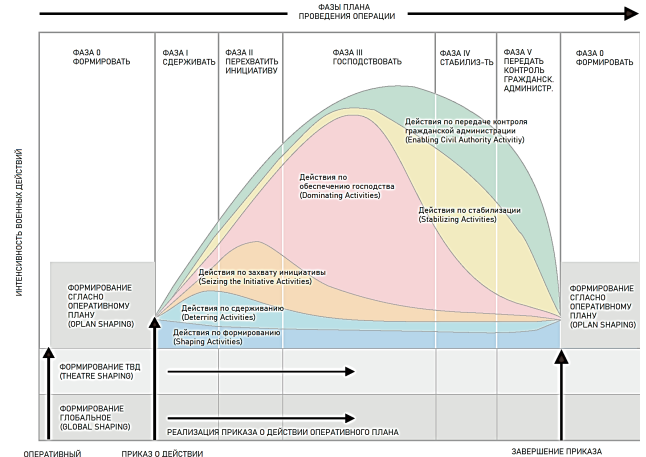 ФАЗЫ ПЛАНА
ПРОВЕДЕНИЯ ОПЕРАЦИИ
ФАЗА 0
ФОРМИРОВАТЬ
ФАЗА I
СДЕРЖИВАТЬ
ФАЗА II
ПЕРЕХВАТИТЬ
ИНИЦИАТИВУ
ФАЗА III
ГОСПОДСТВОВАТЬ
ФАЗА IV
СТАБИЛИЗ-ТЬ
ФАЗА V
ПЕРЕДАТЬ
КОНТРОЛЬ
ГРАЖДАНСК.
АДМИНИСТР.
ФАЗА 0
ФОРМИРОВАТЬ
ИНТЕНСИВНОСТЬ ВОЕННЫХ ДЕЙСТВИЙ
Действия по передаче контроля
гражданской администрации
(Enabling Civil Authority Activitiy)
Действия по
обеспечению господства
(Dominating Activities)
Действия по стабилизации
(Stabilizing Activities)
Действия по захвату инициативы
(Seizing the Initiative Activities)
Действия по сдерживанию
(Deterring Activities)
Действия по формированию
(Shaping Activities)
ФОРМИРОВАНИЕ
СГЛАСНО
ОПЕРАТИВНОМУ
ПЛАНУ
(OPLAN SHAPING)
ФОРМИРОВАНИЕ
СГЛАСНО
ОПЕРАТИВНОМУ
ПЛАНУ
(OPLAN SHAPING)
ФОРМИРОВАНИЕ ТВД
(THEATRE SHAPING)
ФОРМИРОВАНИЕ
ГЛОБАЛЬНОЕ
(GLOBAL SHAPING)
РЕАЛИЗАЦИЯ ПРИКАЗА О ДЕЙСТВИИ ОПЕРАТИВНОГО ПЛАНА
ОПЕРАТИВНЫЙ
ПРИКАЗ О ДЕЙСТВИИ
ЗАВЕРШЕНИЕ ПРИКАЗА